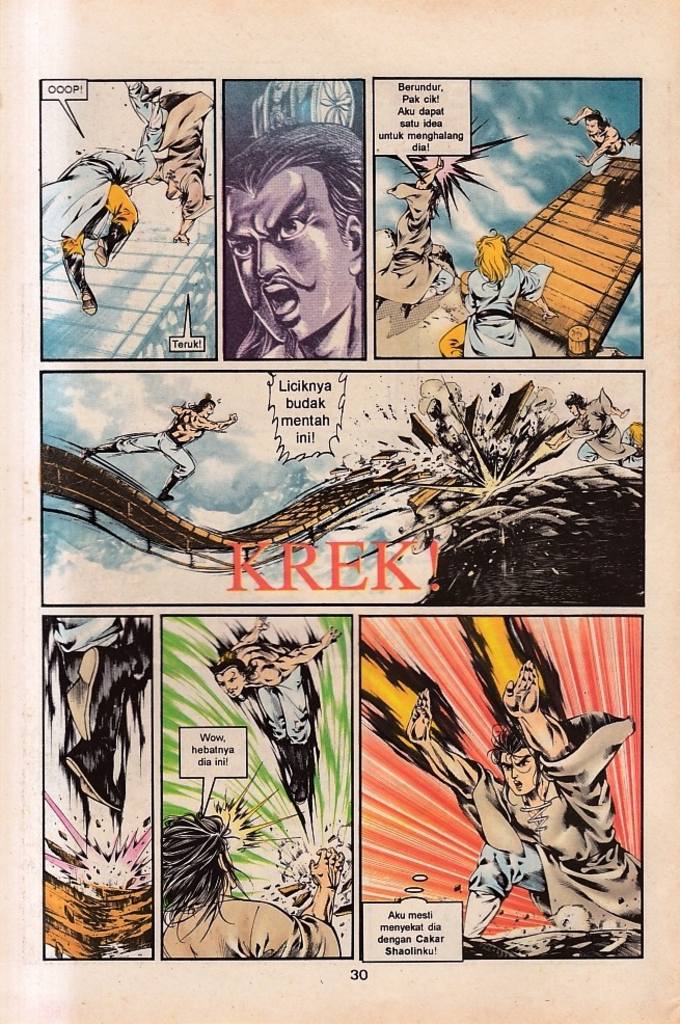 OOOP!
Teruk!
Berundur,
Pak cik!
Aku dapat
satu idea
untuk menghalang
dia!
Liciknya
budak
mentah
ini!
KREK!
Wow,
hebatnya
dia ini!
Aku mesti
menyekat dia
dengan Cakar
Shaolinku!
30